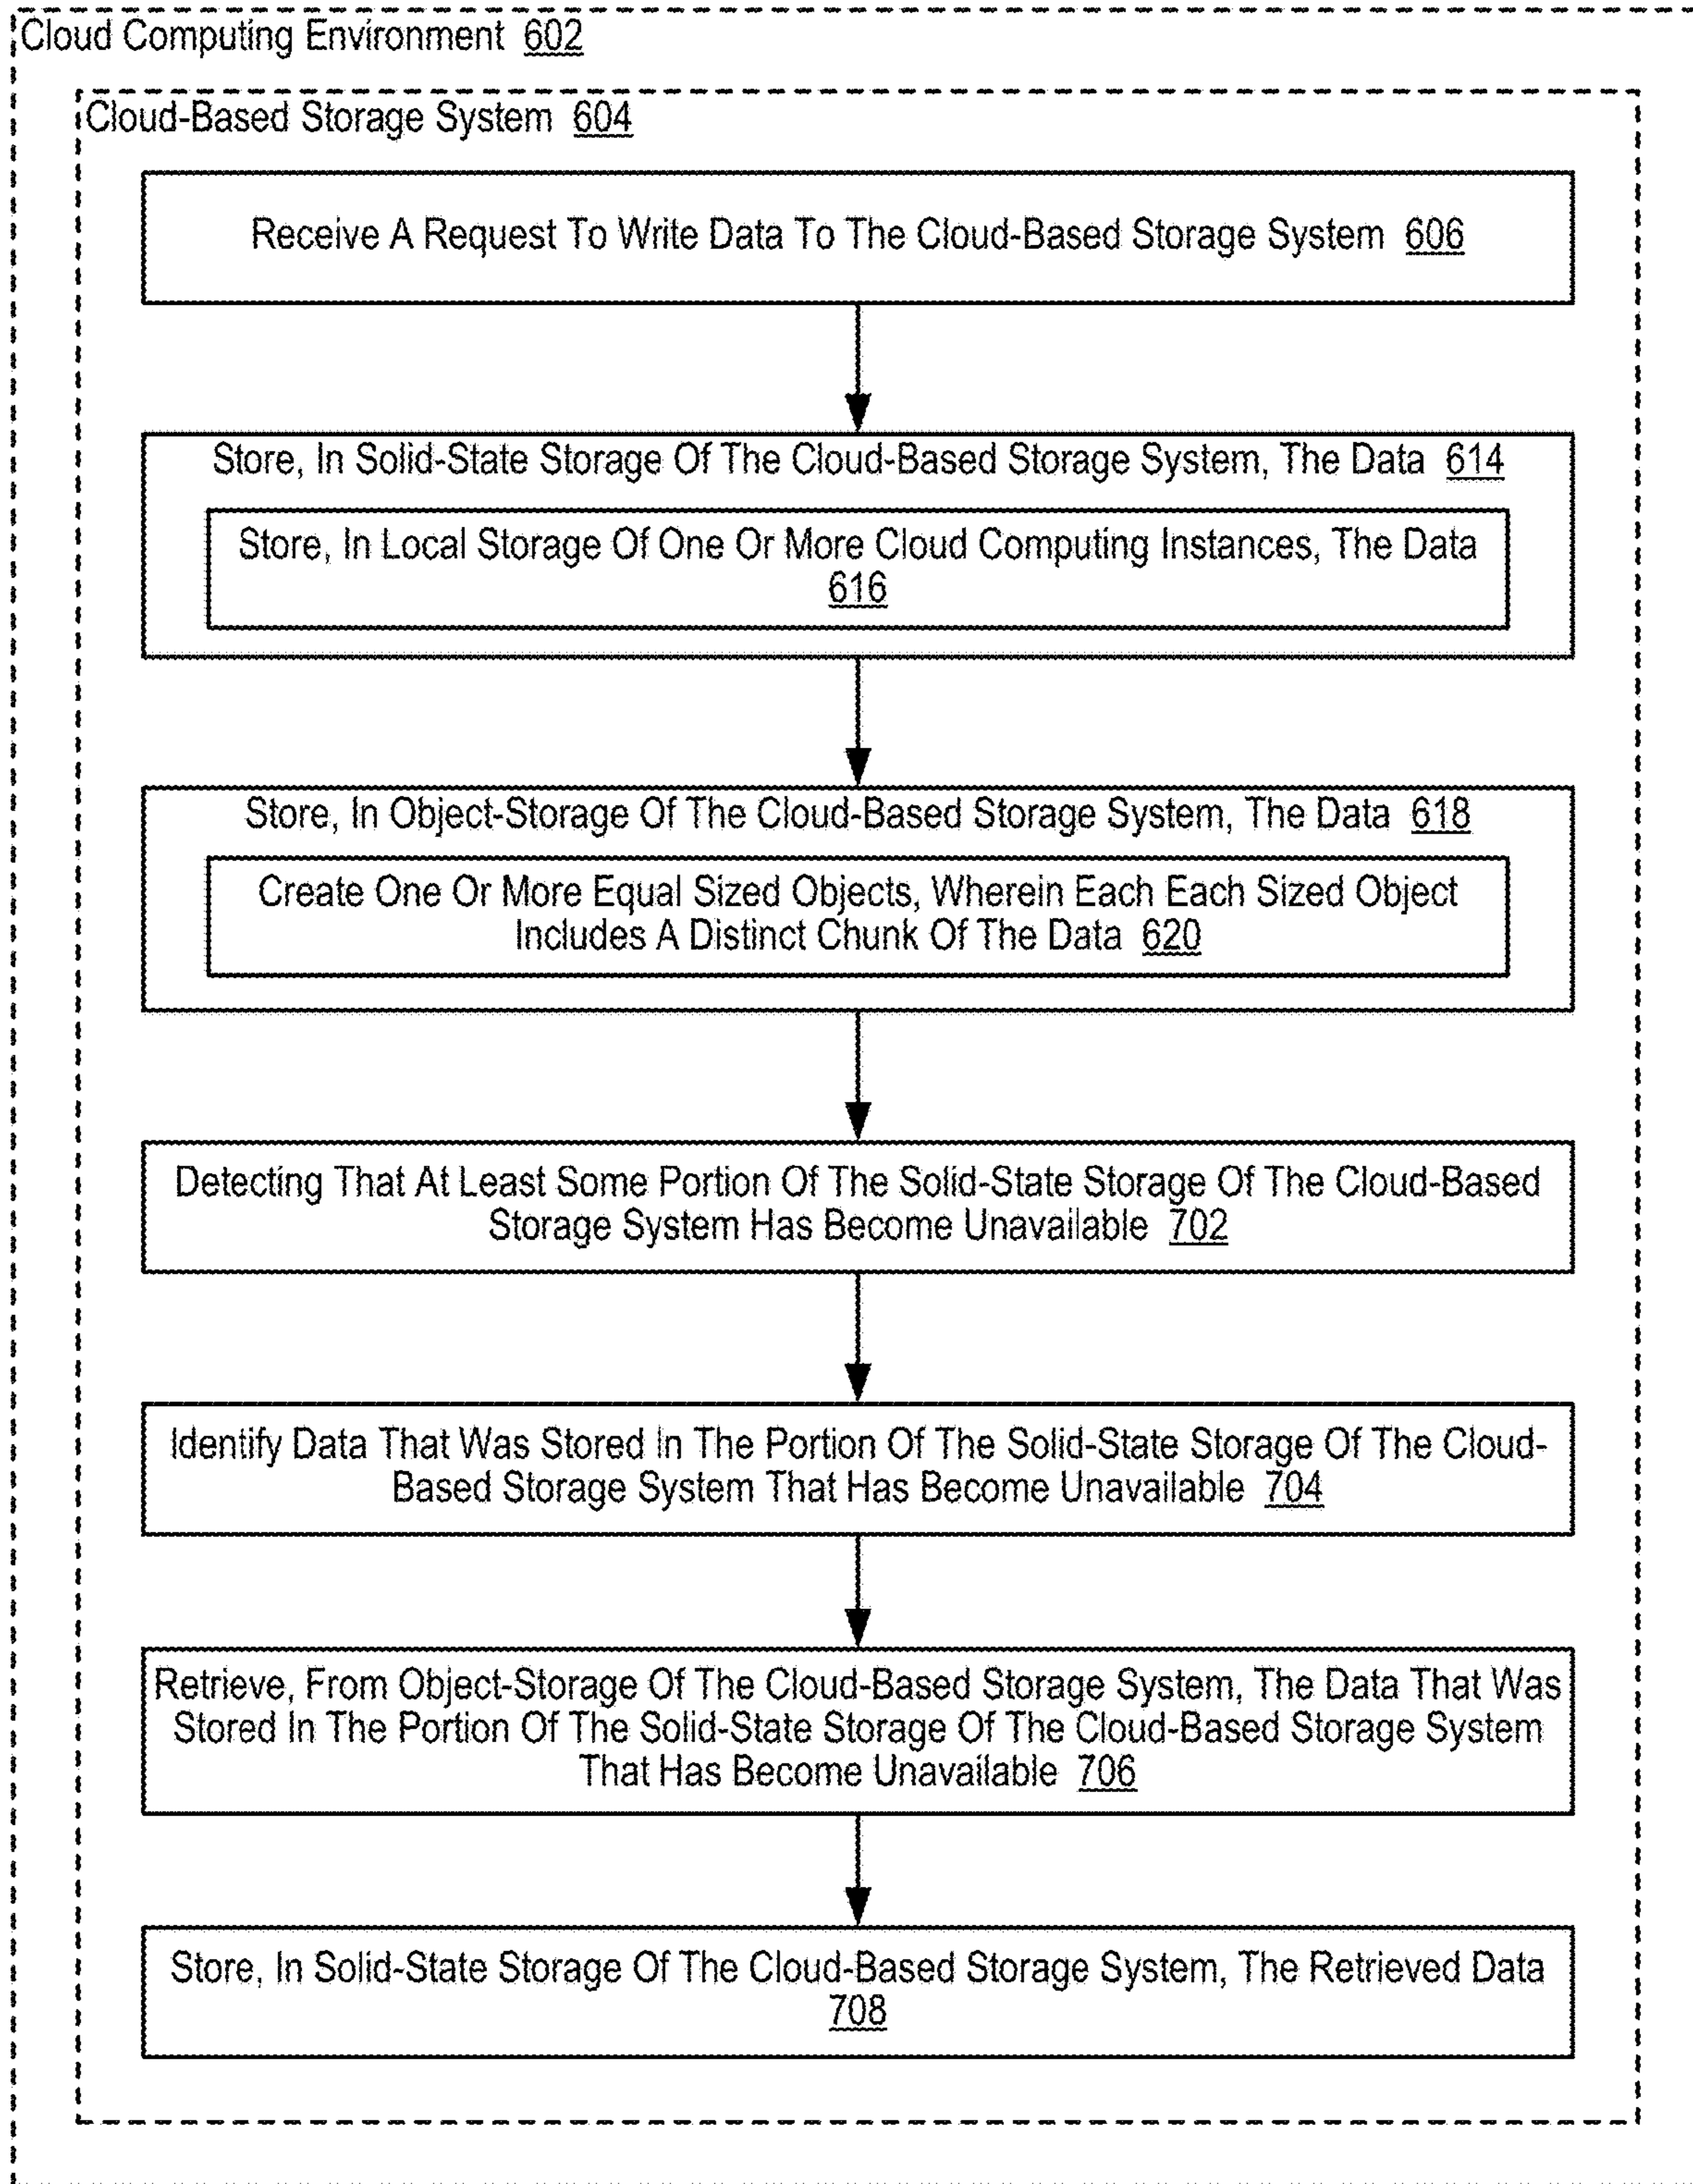 Cloud Computing Environment 602
Cloud-Based Storage System 604
Receive A Request To Write Data To The Cloud-Based Storage System 606
Store, In Solid-State Storage Of The Cloud-Based Storage System, The Data 614
Store, In Local Storage Of One Or More Cloud Computing Instances, The Data
616
Store, In Object-Storage Of The Cloud-Based Storage System, The Data 618
Create One Or More Equal Sized Objects, Wherein Each Each Sized Object
Includes A Distinct Chunk Of The Data 620
Detecting That At Least Some Portion Of The Solid-State Storage Of The Cloud-Based
Storage System Has Become Unavailable 702
Identify Data That Was Stored In The Portion Of The Solid-State Storage Of The Cloud-
Based Storage System That Has Become Unavailable 704
Retrieve, From Object-Storage Of The Cloud-Based Storage System, The Data That Was
Stored In The Portion Of The Solid-State Storage Of The Cloud-Based Storage System
That Has Become Unavailable 706
Store, In Solid-State Storage Of The Cloud-Based Storage System, The Retrieved Data
708